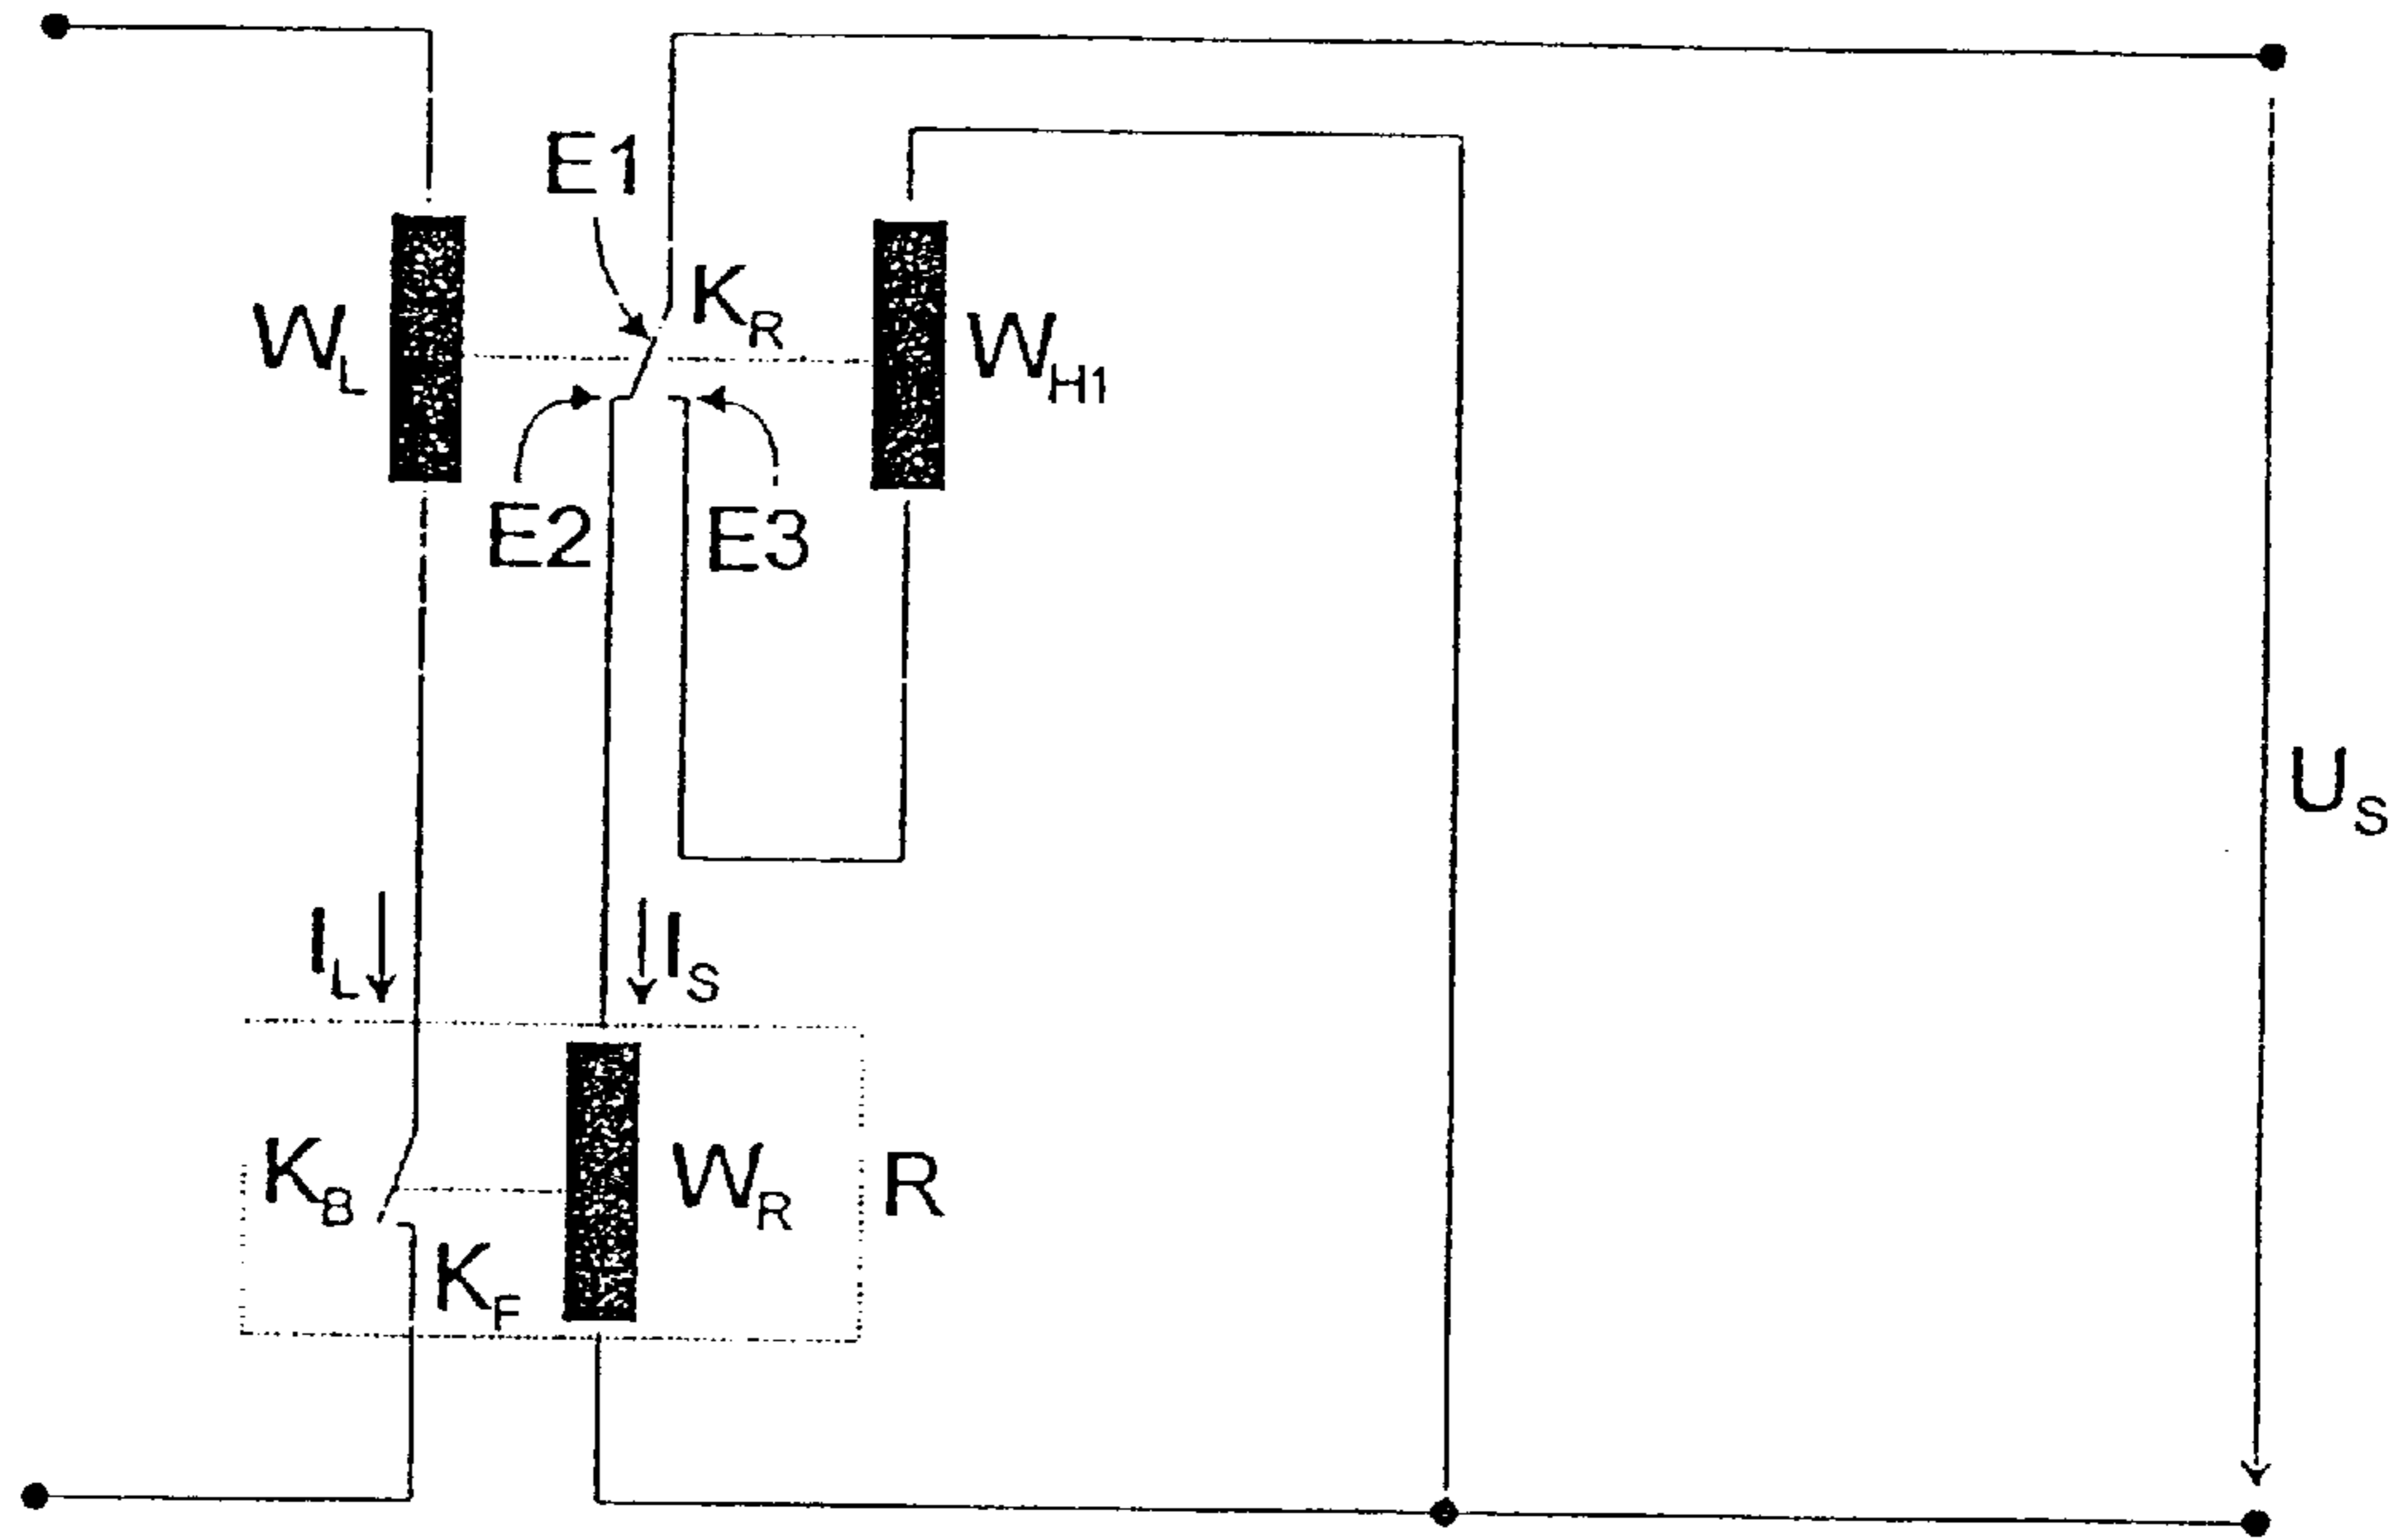 E1
K_R
W_L
W_H1
E2
E3
U_S
I_L
I_S
K_B
W_R
R
K_F